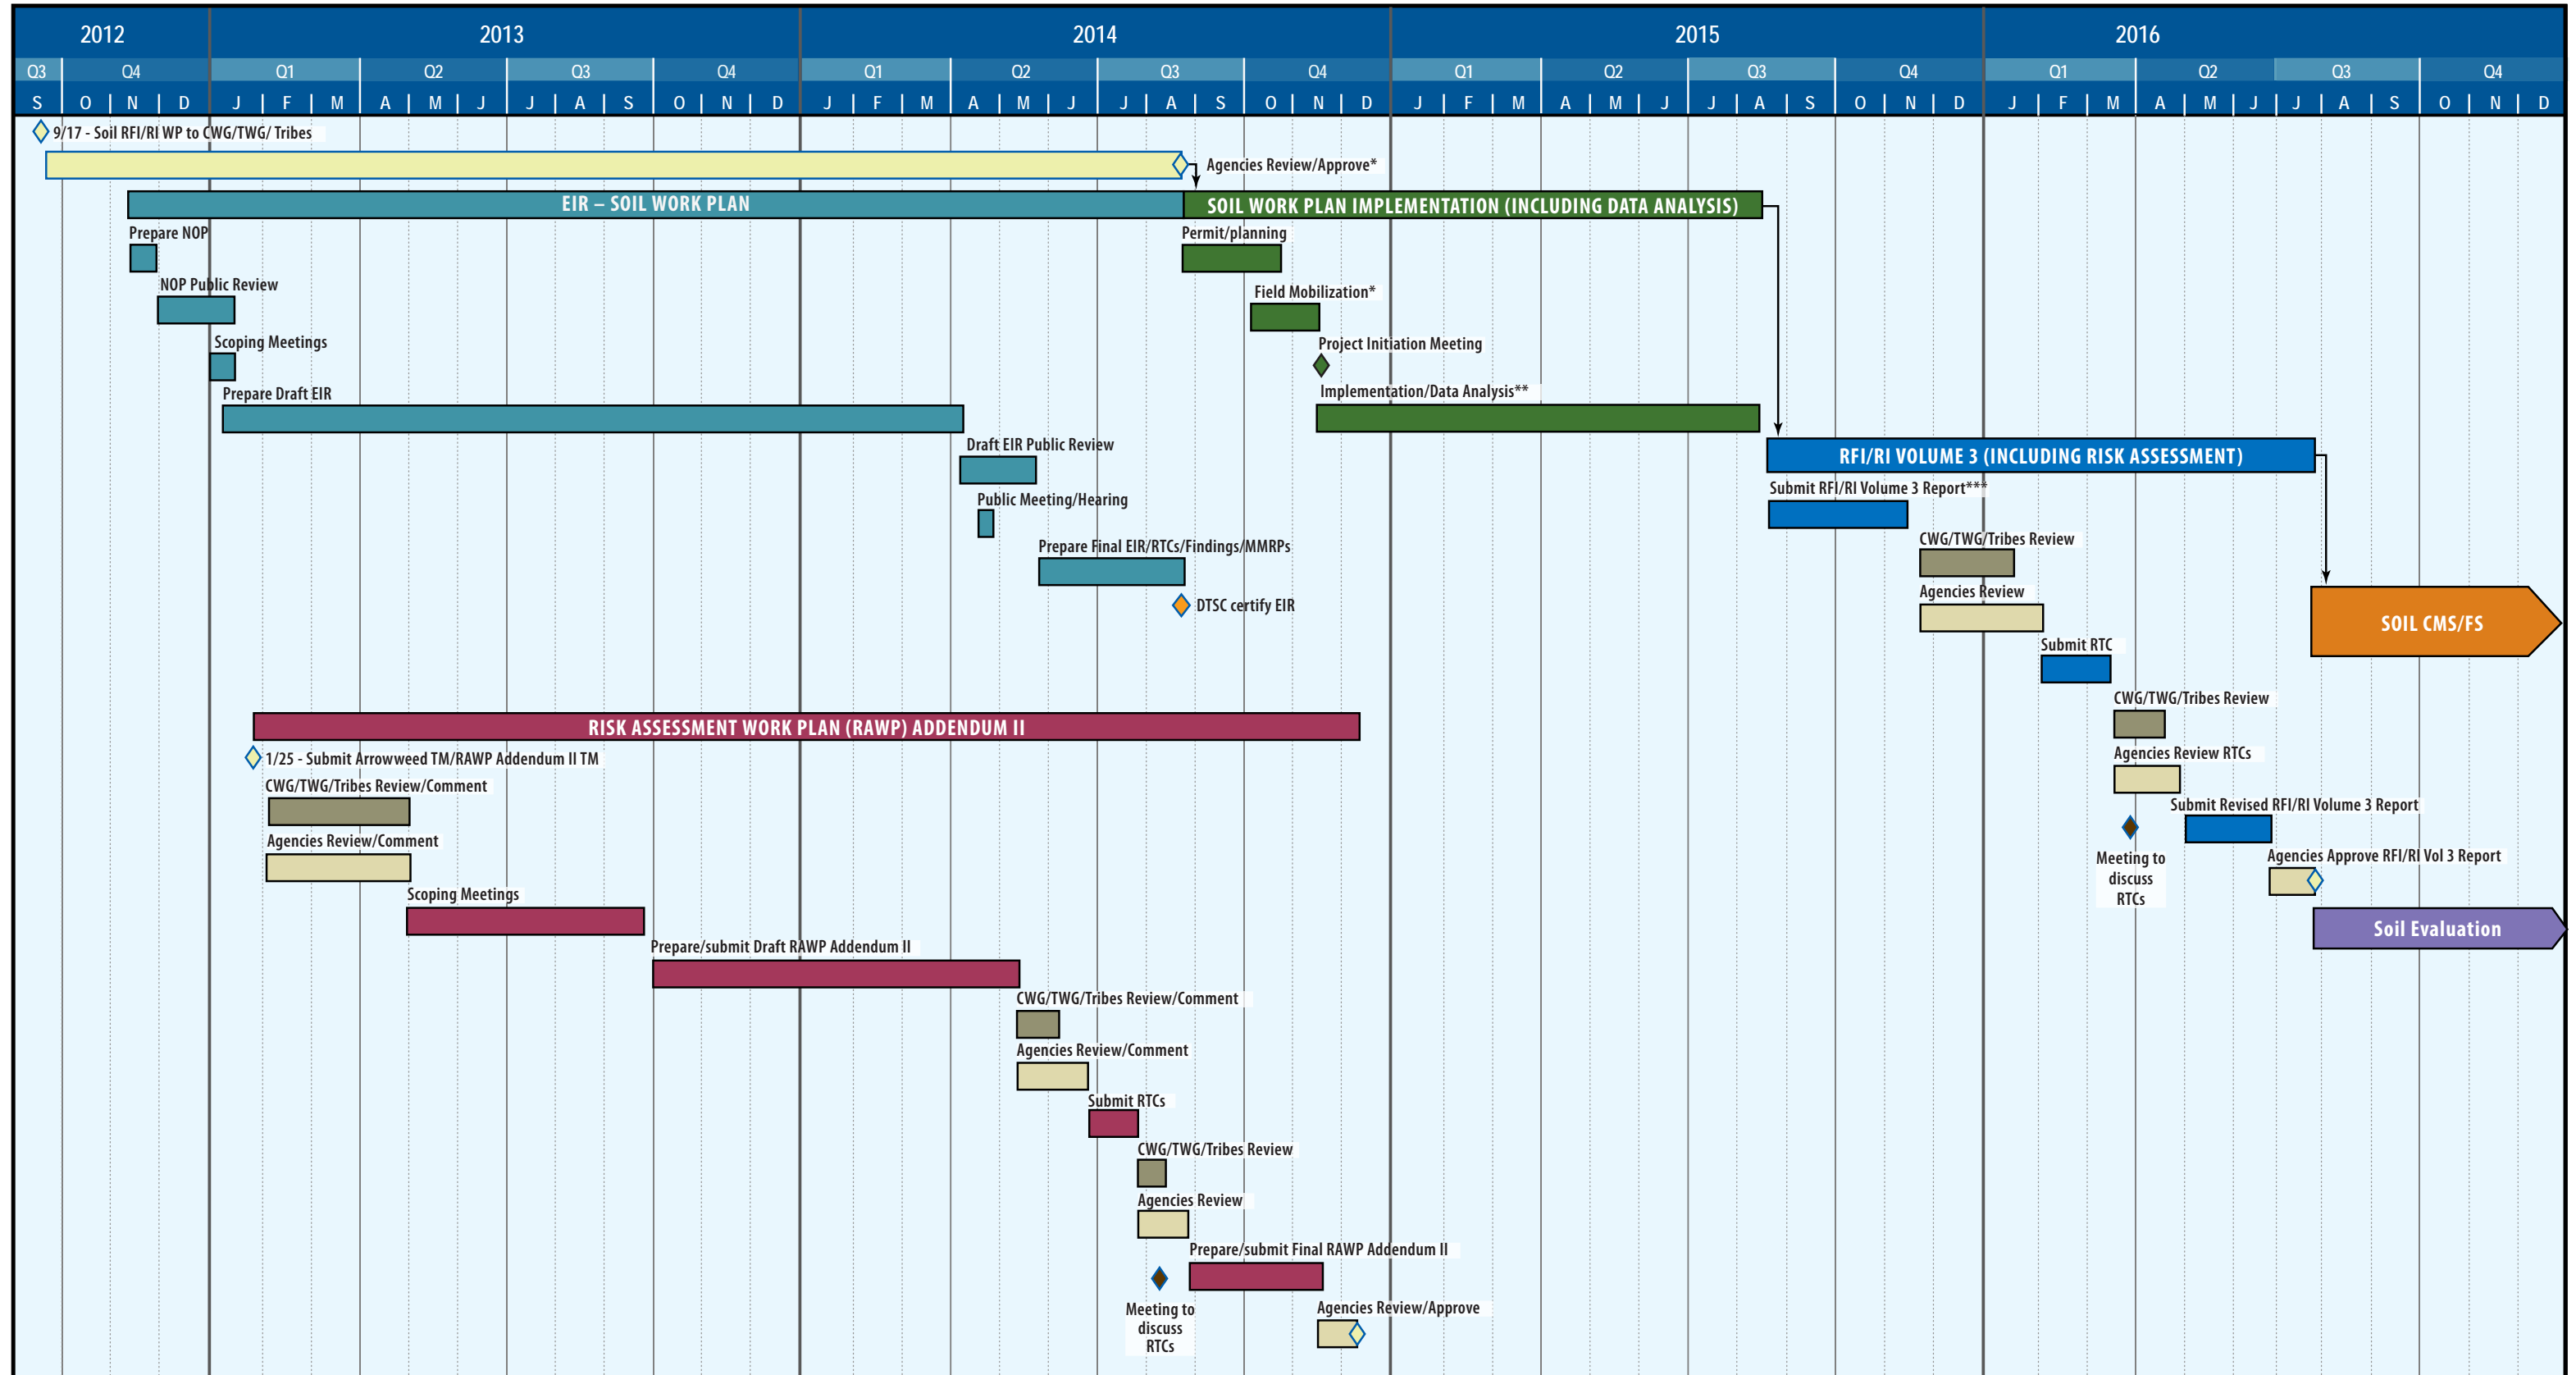 2012 2013 2014 2015 2016
Q3 Q4 Q1 Q2 Q3 Q4 Q1 Q2 Q3 Q4 Q1 Q2 Q3 Q4 Q1 Q2 Q3 Q4
S O N D J F M A M J J A S O N D J F M A M J J A S O N D J F M A M J J A S O N D J F M A M J J A S O N D
9/17 - Soil RFI/RI WP to CWG/TWG/ Tribes
Agencies Review/Approve*
EIR – SOIL WORK PLAN
SOIL WORK PLAN IMPLEMENTATION (INCLUDING DATA ANALYSIS)
Prepare NOP
Permit/planning
NOP Public Review
Field Mobilization*
Scoping Meetings
Project Initiation Meeting
Prepare Draft EIR
Implementation/Data Analysis**
Draft EIR Public Review
RFI/RI VOLUME 3 (INCLUDING RISK ASSESSMENT)
Public Meeting/Hearing
Submit RFI/RI Volume 3 Report***
Prepare Final EIR/RTCs/Findings/MMRPs
CWG/TWG/Tribes Review
DTSC certify EIR
Agencies Review
SOIL CMS/FS
Submit RTC
CWG/TWG/Tribes Review
RISK ASSESSMENT WORK PLAN (RAWP) ADDENDUM II
1/25 - Submit Arrowweed TM/RAWP Addendum II TM
Agencies Review RTCs
CWG/TWG/Tribes Review/Comment
Submit Revised RFI/RI Volume 3 Report
Agencies Review/Comment
Meeting to
discuss
RTCs
Agencies Approve RFI/RI Vol 3 Report
Scoping Meetings
Soil Evaluation
Prepare/submit Draft RAWP Addendum II
CWG/TWG/Tribes Review/Comment
Agencies Review/Comment
Submit RTCs
CWG/TWG/Tribes Review
Agencies Review
Prepare/submit Final RAWP Addendum II
Meeting to
discuss
RTCs
Agencies Review/Approve